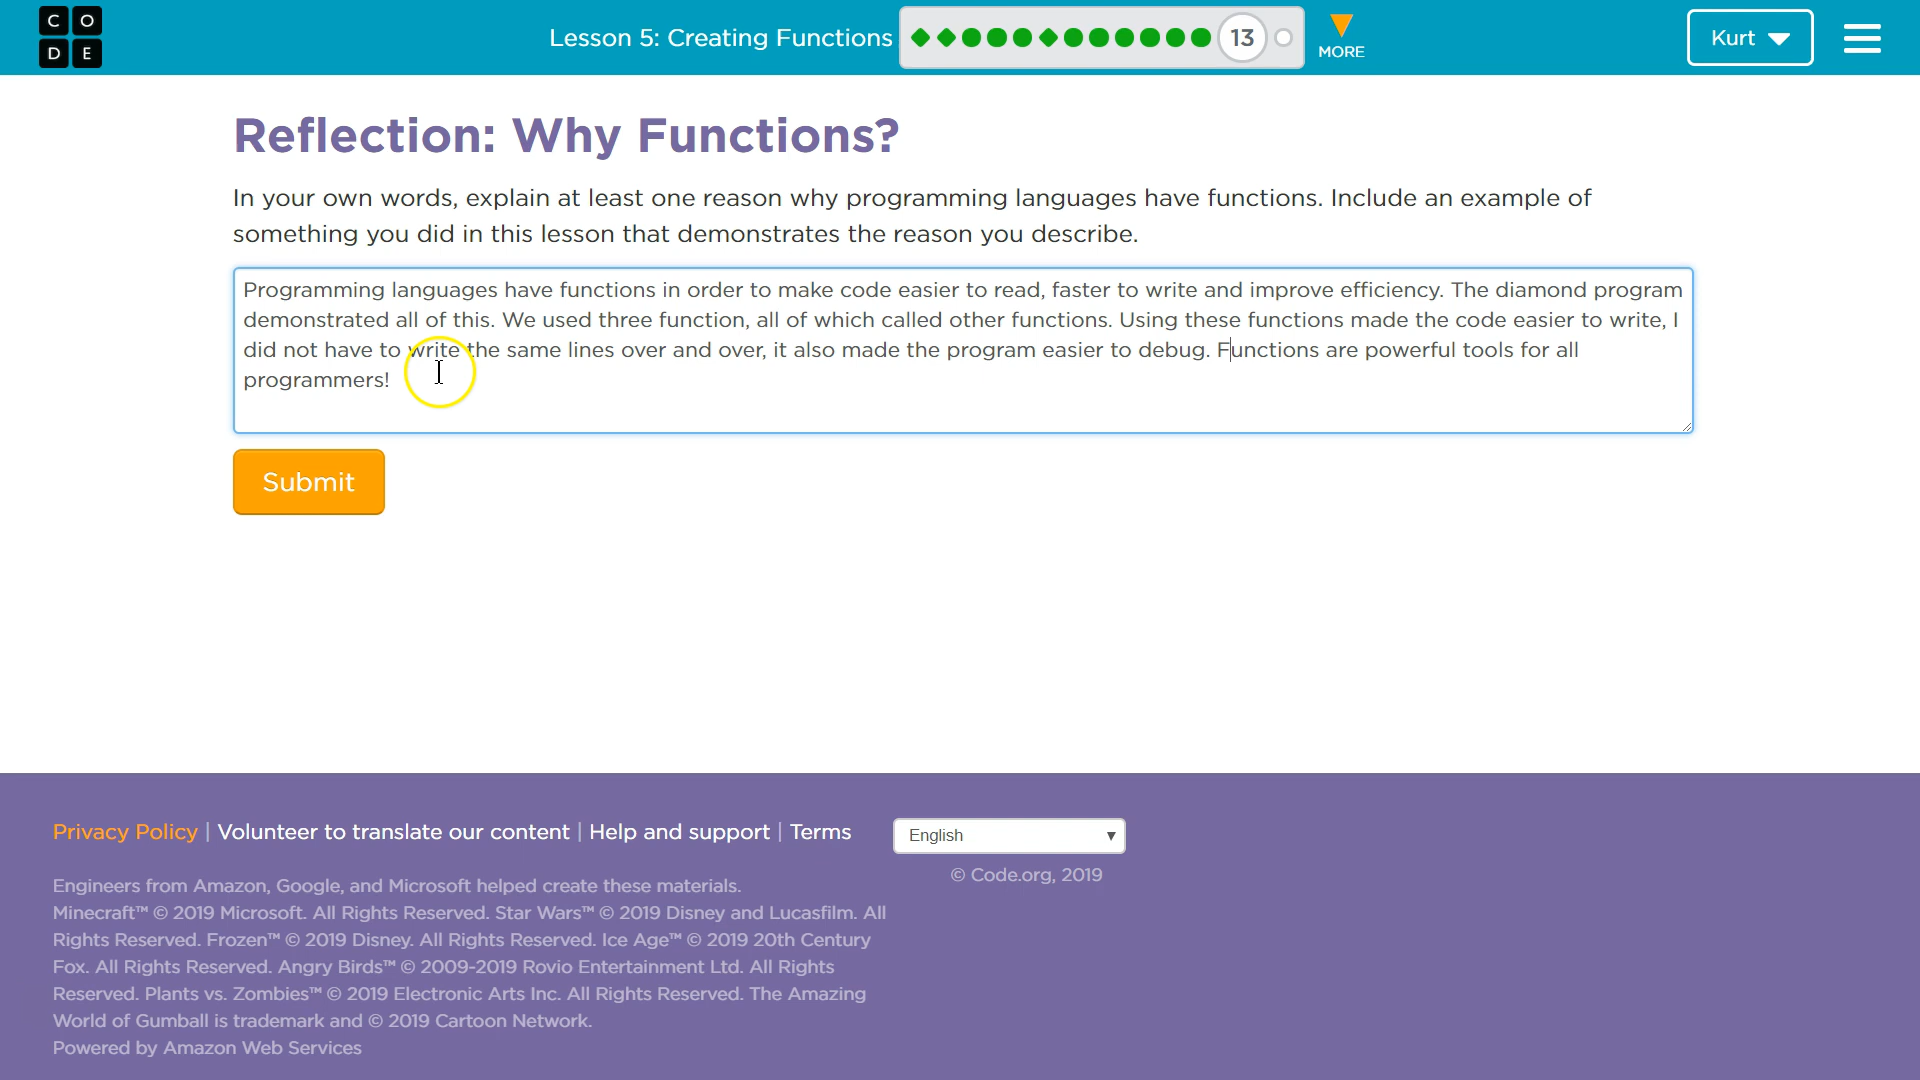 C O
D E
Lesson 5: Creating Functions
13
MORE
Kurt
Reflection: Why Functions?
In your own words, explain at least one reason why programming languages have functions. Include an example of
something you did in this lesson that demonstrates the reason you describe.
Programming languages have functions in order to make code easier to read, faster to write and improve efficiency. The diamond program
demonstrated all of this. We used three function, all of which called other functions. Using these functions made the code easier to write, I
did not have to write the same lines over and over, it also made the program easier to debug. Functions are powerful tools for all
programmers!
Submit
Privacy Policy | Volunteer to translate our content | Help and support | Terms
English
© Code.org, 2019
Engineers from Amazon, Google, and Microsoft helped create these materials.
Minecraft™ © 2019 Microsoft. All Rights Reserved. Star Wars™ © 2019 Disney and Lucasfilm. All
Rights Reserved. Frozen™ © 2019 Disney. All Rights Reserved. Ice Age™ © 2019 20th Century
Fox. All Rights Reserved. Angry Birds™ © 2009-2019 Rovio Entertainment Ltd. All Rights
Reserved. Plants vs. Zombies™ © 2019 Electronic Arts Inc. All Rights Reserved. The Amazing
World of Gumball is trademark and © 2019 Cartoon Network.
Powered by Amazon Web Services